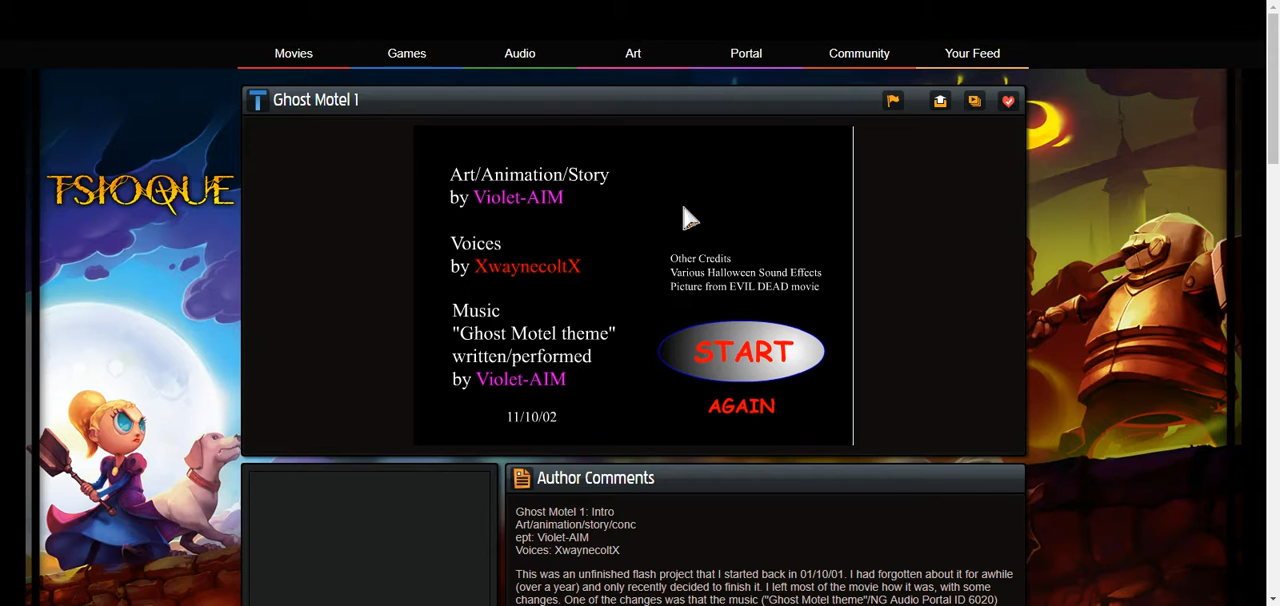 Movies Games Audio Art Portal Community Your Feed
Ghost Motel 1
TSIOQUE
Art/Animation/Story
by Violet-AIM
Voices
by XwaynecoltX
Music
"Ghost Motel theme"
written/performed
by Violet-AIM
11/10/02
Other Credits
Various Halloween Sound Effects
Picture from EVIL DEAD movie
START
AGAIN
Author Comments
Ghost Motel 1: Intro
Art/animation/story/conc
ept: Violet-AIM
Voices: XwaynecoltX
This was an unfinished flash project that I started back in 01/10/01. I had forgotten about it for awhile
(over a year) and only recently decided to finish it. I left most of the movie how it was, with some
changes. One of the changes was that the music ("Ghost Motel theme"/NG Audio Portal ID 6020)